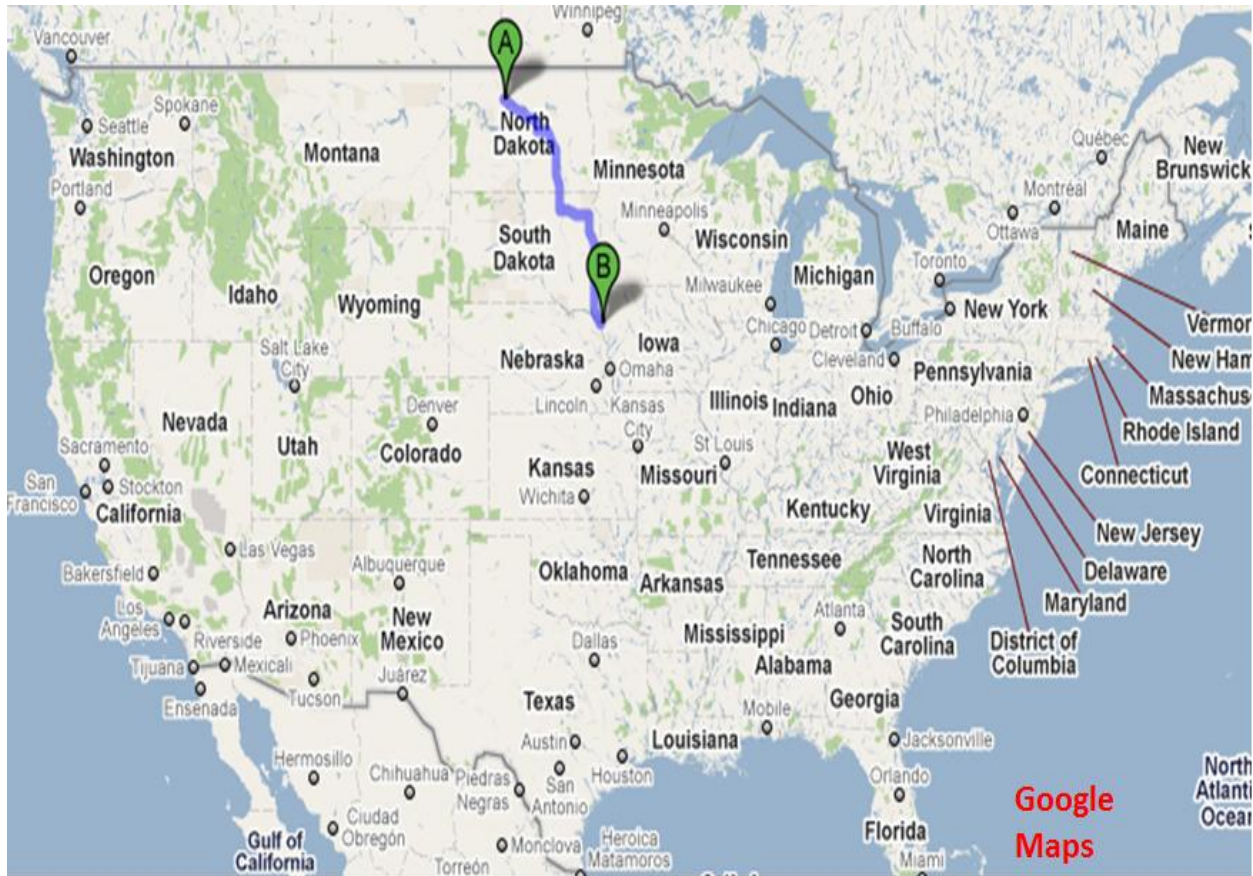 Winnipeg
Vancouver
A
Spokane
Seattle
Washington
Montana
North
Dakota
Minnesota
Québec
New
Brunswick
Portland
Montréal
Minneapolis
Ottawa
Maine
Oregon
Idaho
Wyoming
South
Dakota
B
Wisconsin
Michigan
Toronto
Milwaukee
Chicago
Detroit
Buffalo
New York
Vermor
Salt Lake
City
Nebraska
Iowa
Omaha
Cleveland
New Ham
Pennsylvania
Massachus
Nevada
Utah
Denver
Colorado
Lincoln
Kansas
City
Illinois
Indiana
Ohio
Philadelphia
Rhode Island
Sacramento
San
Francisco
Stockton
California
Kansas
Wichita
Missouri
St Louis
West
Virginia
Connecticut
Kentucky
Virginia
New Jersey
Las Vegas
Bakersfield
Albuquerque
Oklahoma
Arkansas
Tennessee
North
Carolina
Delaware
Maryland
Los
Angeles
Arizona
Phoenix
New
Mexico
Riverside
Tijuana
Mexicali
Dallas
Mississippi
Alabama
Atlanta
South
Carolina
District of
Columbia
Ensenada
Tucson
Juárez
Texas
Georgia
Austin
Louisiana
Mobile
Jacksonville
Hermosillo
Chihuahua
Piedras
Negras
San
Antonio
Houston
Orlando
North
Atlanti
Ocear
Gulf of
California
Ciudad
Obregón
Torreón
Monclova
Heroica
Matamoros
Florida
Miami
Google
Maps